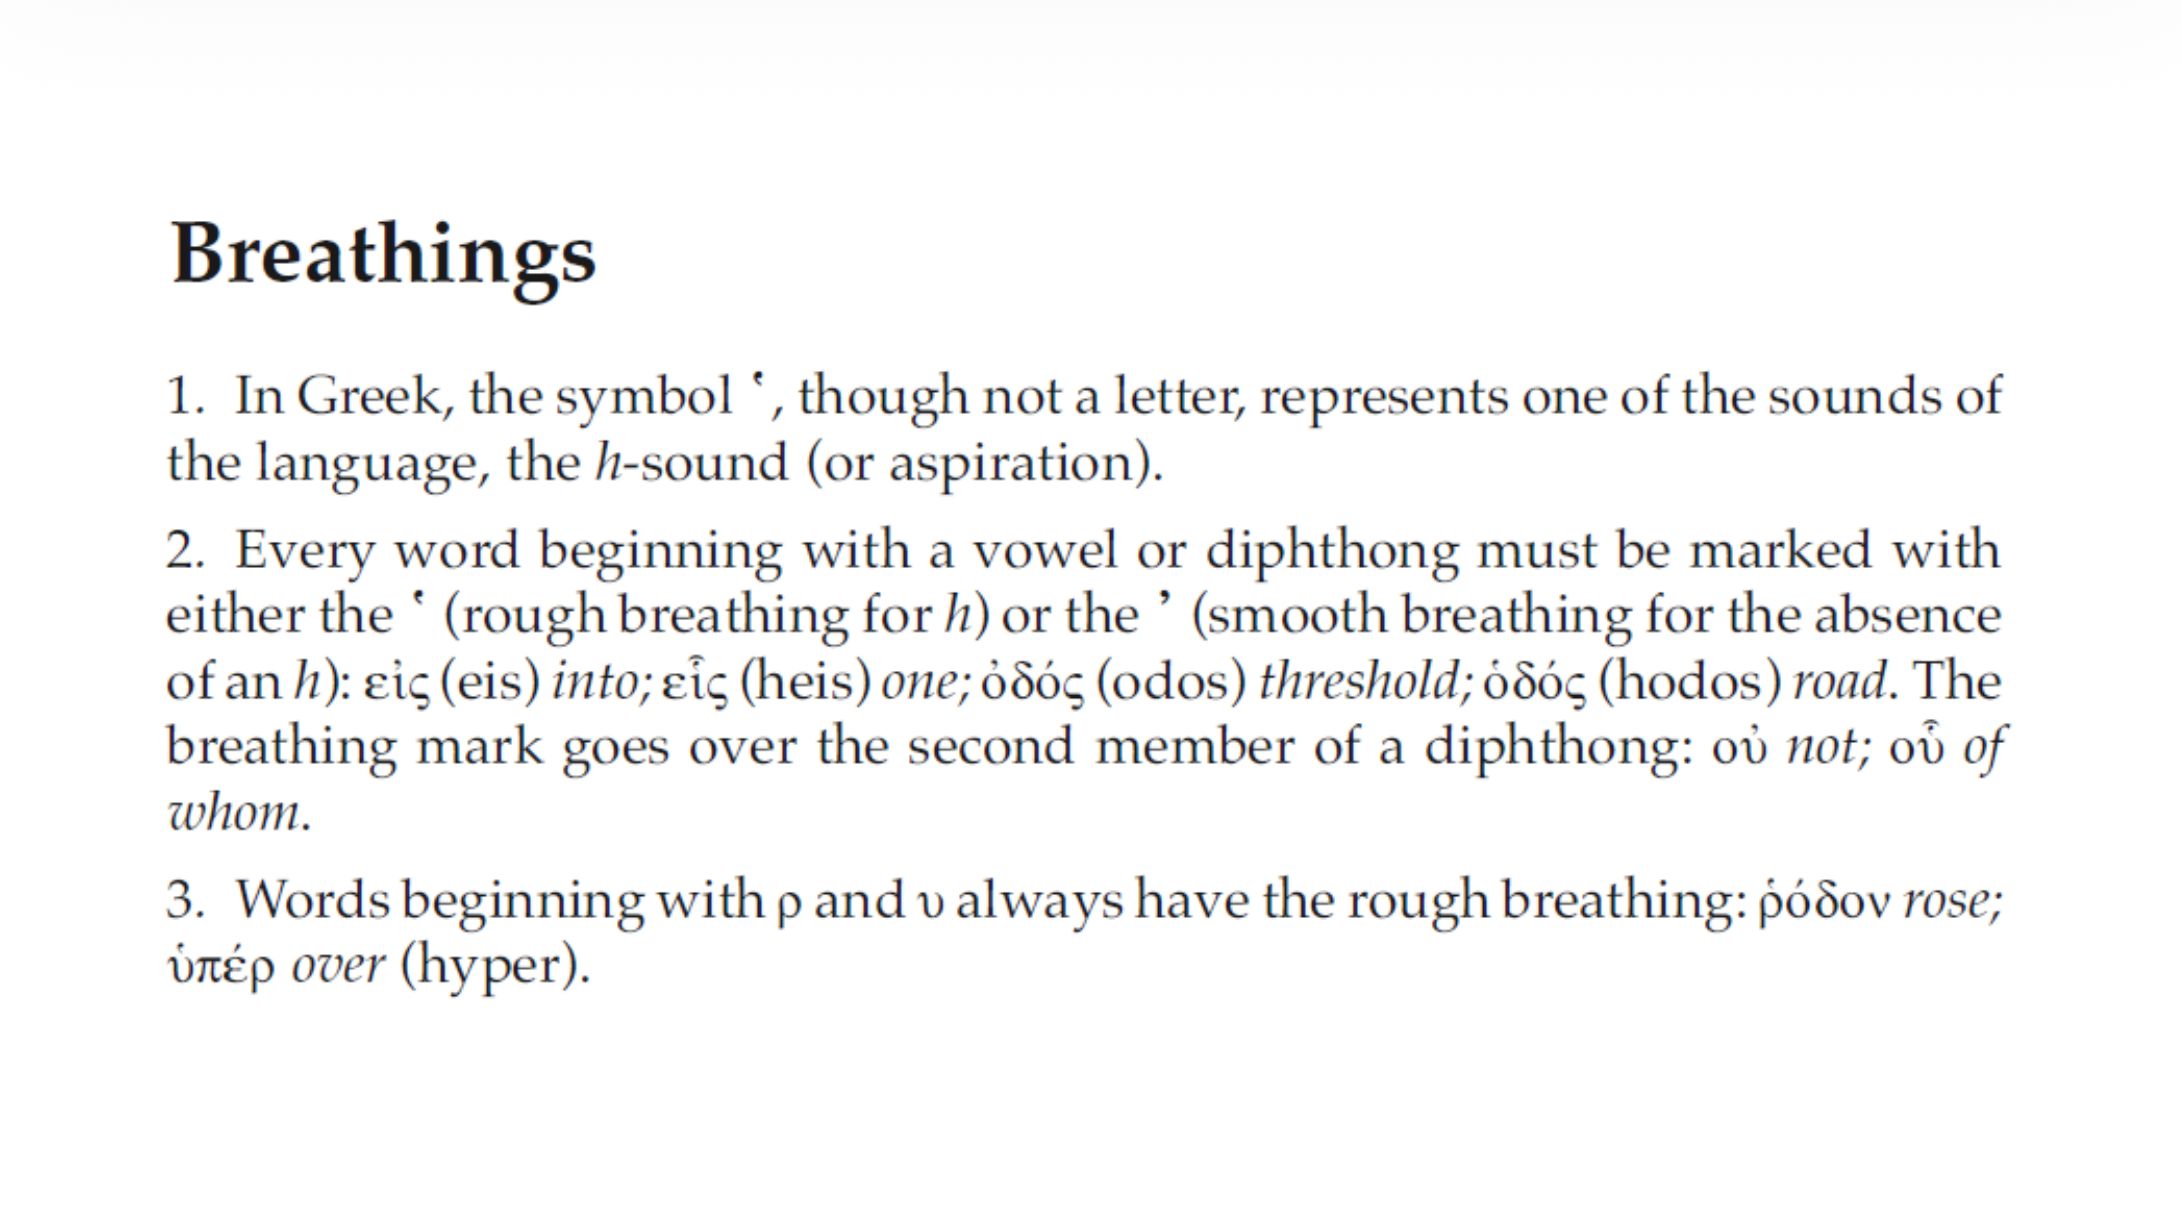 Breathings
1. In Greek, the symbol ῾, though not a letter, represents one of the sounds of
the language, the h-sound (or aspiration).
2. Every word beginning with a vowel or diphthong must be marked with
either the ῾ (rough breathing for h) or the ᾿ (smooth breathing for the absence
of an h): εἰς (eis) into; εἷς (heis) one; ὀδός (odos) threshold; ὁδός (hodos) road. The
breathing mark goes over the second member of a diphthong: οὐ not; οὗ of
whom.
3. Words beginning with ρ and υ always have the rough breathing: ῥόδον rose;
ὑπέρ over (hyper).